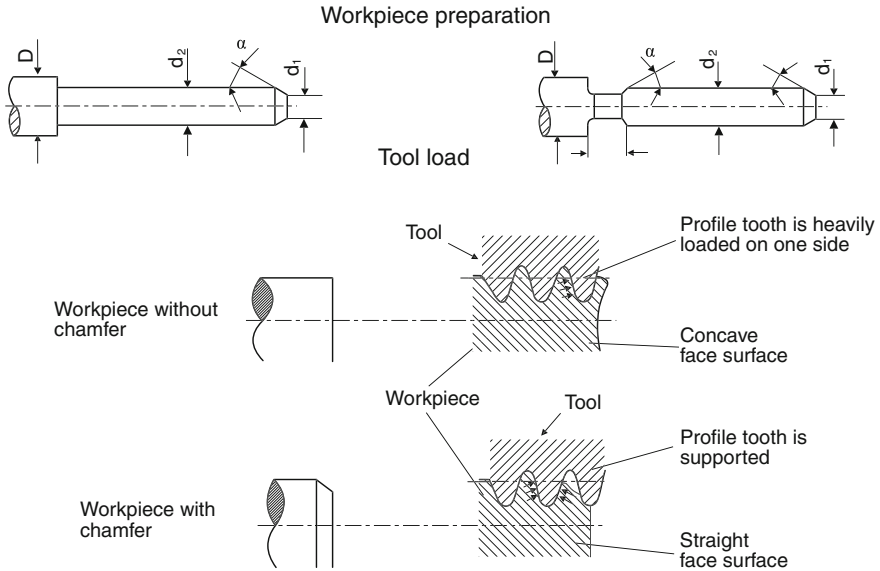 Workpiece preparation
D
d2
α
d1
α
d2
d1
Tool load
Tool
Profile tooth is heavily
loaded on one side
Workpiece without
chamfer
Concave
face surface
Workpiece
Tool
Profile tooth is
supported
Workpiece with
chamfer
Straight
face surface
D